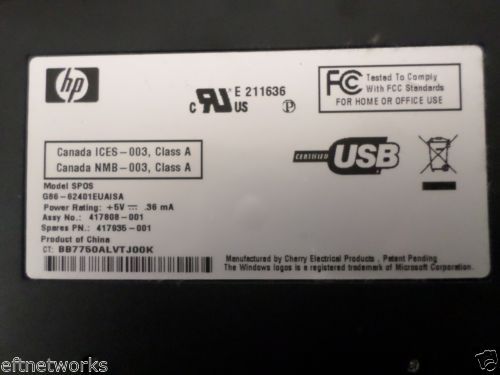 hp
c UR US
E 211636
P
FC Tested To Comply
With FCC Standards
FOR HOME OR OFFICE USE
Canada ICES-003, Class A
Canada NMB-003, Class A
CERTIFIED USB
Model SPOS
G86-62401EUAISA
Power Rating: +5V ⎓ .36 mA
Assy No.: 417808-001
Spares PN.: 417935-001
Product of China
CT: BB7750ALVTJ00K
Manufactured by Cherry Electrical Products , Patent Pending
The Windows logos is a registered trademark of Microsoft Corporation.
eftnetworks